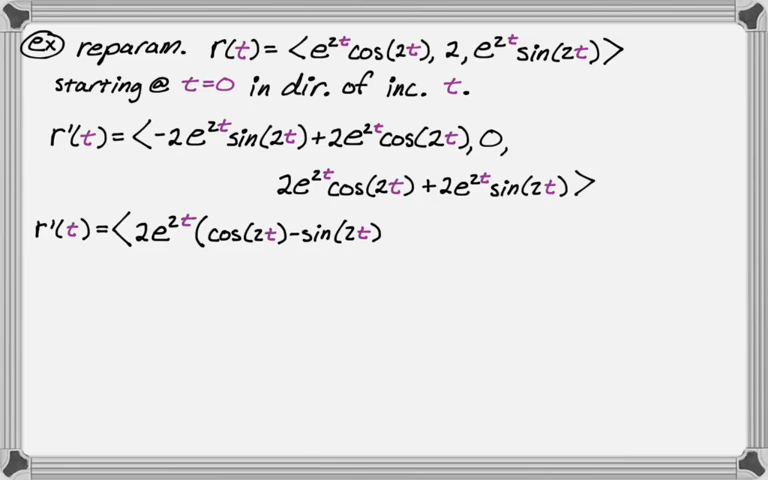 ex reparam. r(t)=<e^2t cos(2t), 2, e^2t sin(2t)>
starting @ t=0 in dir. of inc. t.
r'(t)=<-2e^2t sin(2t)+2e^2t cos(2t), 0,
2e^2t cos(2t)+2e^2t sin(2t)>
r'(t)=<2e^2t(cos(2t)-sin(2t)